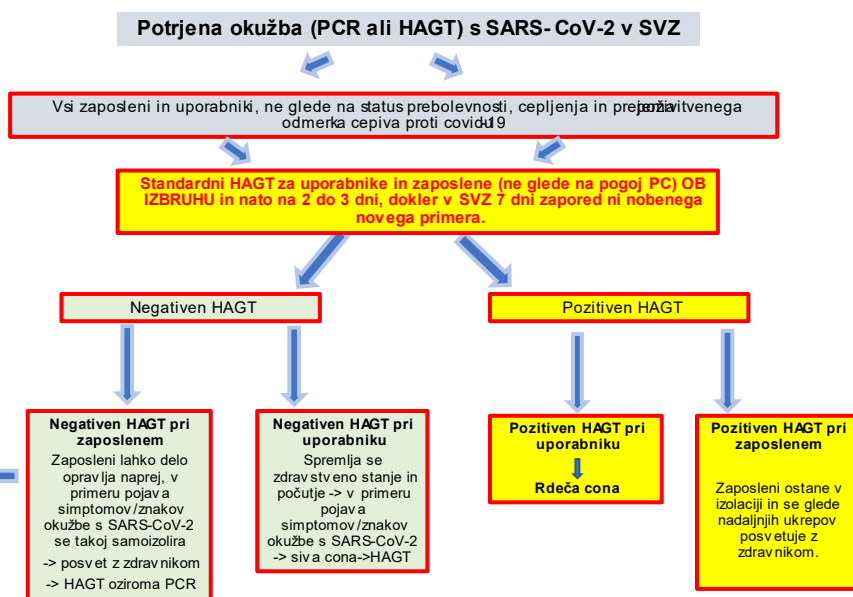 Potrjena okužba (PCR ali HAGT) s SARS-CoV-2 v SVZ
Vsi zaposleni in uporabniki, ne glede na status prebolevnosti, cepljenja in prejema poživitvenega
odmerka cepiva proti covidu-19
Standardni HAGT za uporabnike in zaposlene (ne glede na pogoj PC) OB
IZBRUHU in nato na 2 do 3 dni, dokler v SVZ 7 dni zapored ni nobenega
novega primera.
Negativen HAGT
Pozitiven HAGT
Negativen HAGT pri
zaposlenem
Zaposleni lahko delo
opravlja naprej, v
primeru pojava
simptomov/znakov
okužbe s SARS-CoV-2
se takoj samoizolira
-> posvet z zdravnikom
-> HAGT oziroma PCR
Negativen HAGT pri
uporabniku
Spremlja se
zdravstveno stanje in
počutje -> v primeru
pojava
simptomov/znakov
okužbe s SARS-CoV-2
-> siva cona->HAGT
Pozitiven HAGT pri
uporabniku
Rdeča cona
Pozitiven HAGT pri
zaposlenem
Zaposleni ostane v
izolaciji in se glede
nadaljnjih ukrepov
posvetuje z
zdravnikom.